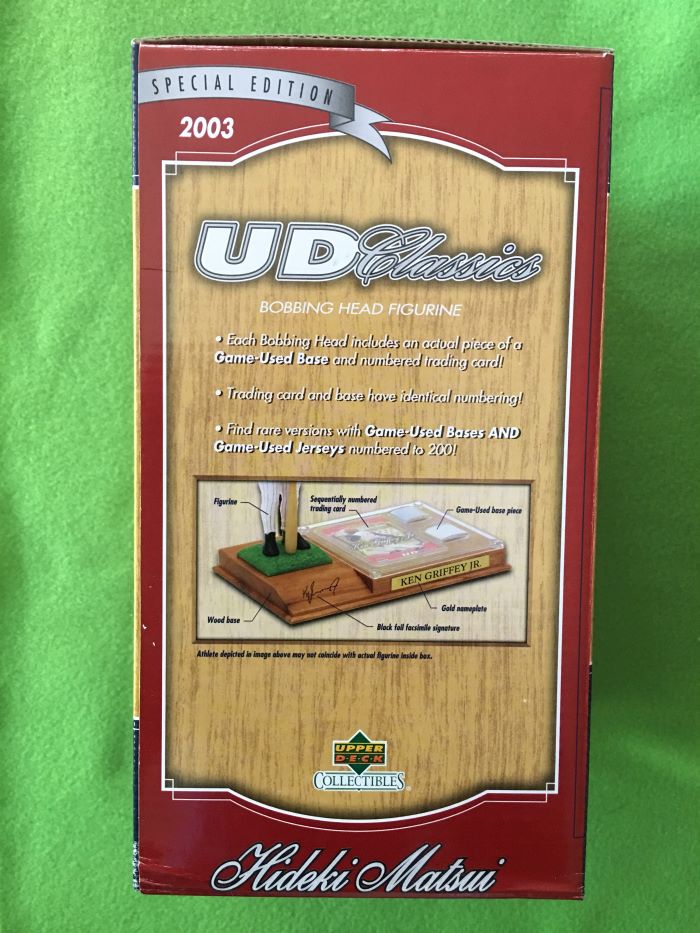 SPECIAL EDITION
2003
UD Classics
BOBBING HEAD FIGURINE
• Each Bobbing Head includes an actual piece of a
Game-Used Base and numbered trading card!
• Trading card and base have identical numbering!
• Find rare versions with Game-Used Bases AND
Game-Used Jerseys numbered to 200!
Figurine
Sequentially numbered
trading card
Game-Used base piece
KEN GRIFFEY JR.
Gold nameplate
Wood base
Black foil facsimile signature
Athlete depicted in image above may not coincide with actual figurine inside box.
UPPER
D·E·C·K
COLLECTIBLES®
Hideki Matsui